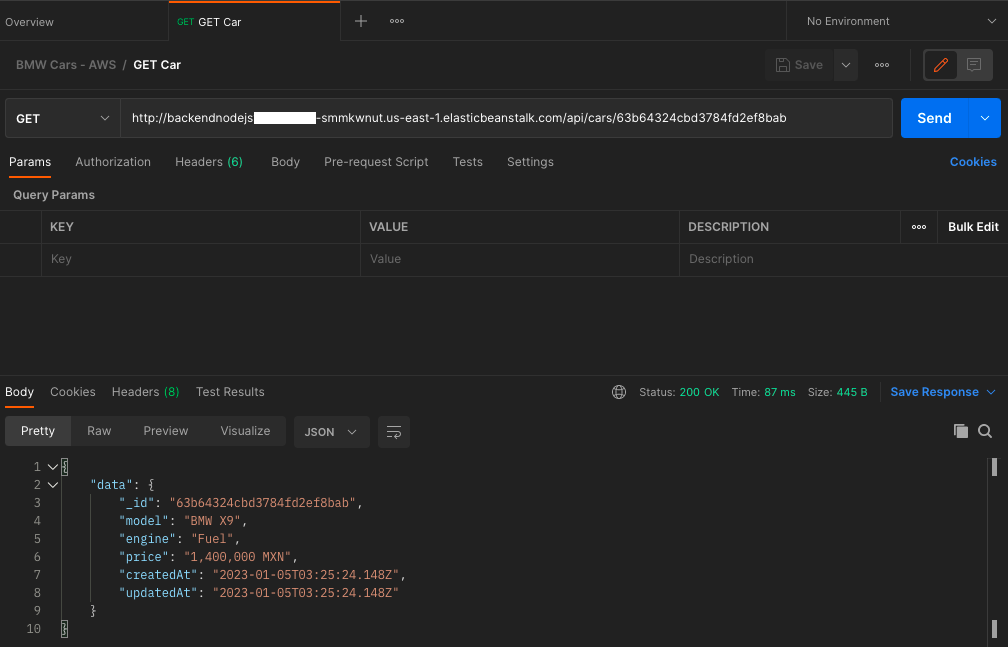 Overview
GET GET Car
No Environment
BMW Cars - AWS / GET Car
Save
GET
http://backendnodejs -smmkwnut.us-east-1.elasticbeanstalk.com/api/cars/63b64324cbd3784fd2ef8bab
Send
Params Authorization Headers (6) Body Pre-request Script Tests Settings Cookies
Query Params
KEY VALUE DESCRIPTION Bulk Edit
Key Value Description
Body Cookies Headers (8) Test Results Status: 200 OK Time: 87 ms Size: 445 B Save Response
Pretty Raw Preview Visualize JSON
1 {
2 "data": {
3 "_id": "63b64324cbd3784fd2ef8bab",
4 "model": "BMW X9",
5 "engine": "Fuel",
6 "price": "1,400,000 MXN",
7 "createdAt": "2023-01-05T03:25:24.148Z",
8 "updatedAt": "2023-01-05T03:25:24.148Z"
9 }
10 }